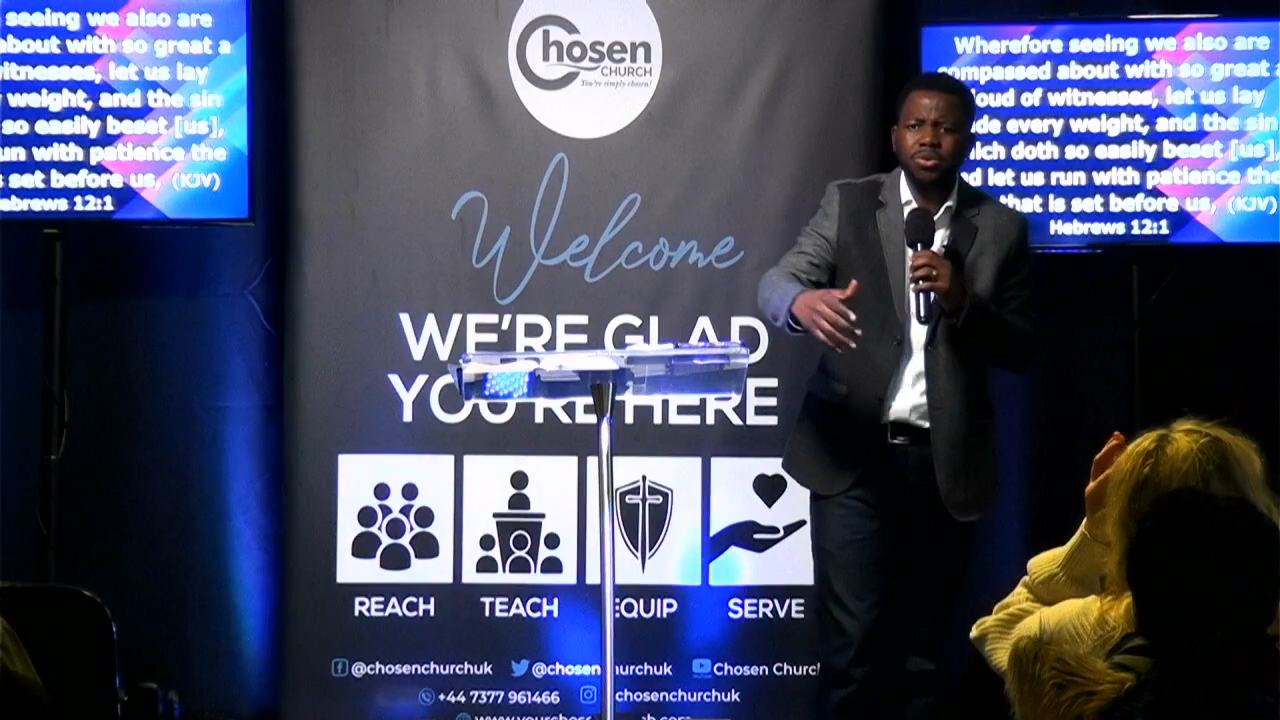 seeing we also are
about with so great a
witnesses, let us lay
weight, and the sin
so easily beset [us],
run with patience the
set before us, (KJV)
Hebrews 12:1
Chosen
CHURCH
You're simply chosen!
Welcome
WE'RE GLAD
YOU'RE HERE
REACH TEACH EQUIP SERVE
@chosenchurchuk @chosen urchuk Chosen Churc
+44 7377 961466 chosenchurchuk
Wherefore seeing we also are
compassed about with so great
loud of witnesses, let us lay
de every weight, and the sin
ich doth so easily beset [us],
d let us run with patience the
that is set before us, (KJV)
Hebrews 12:1